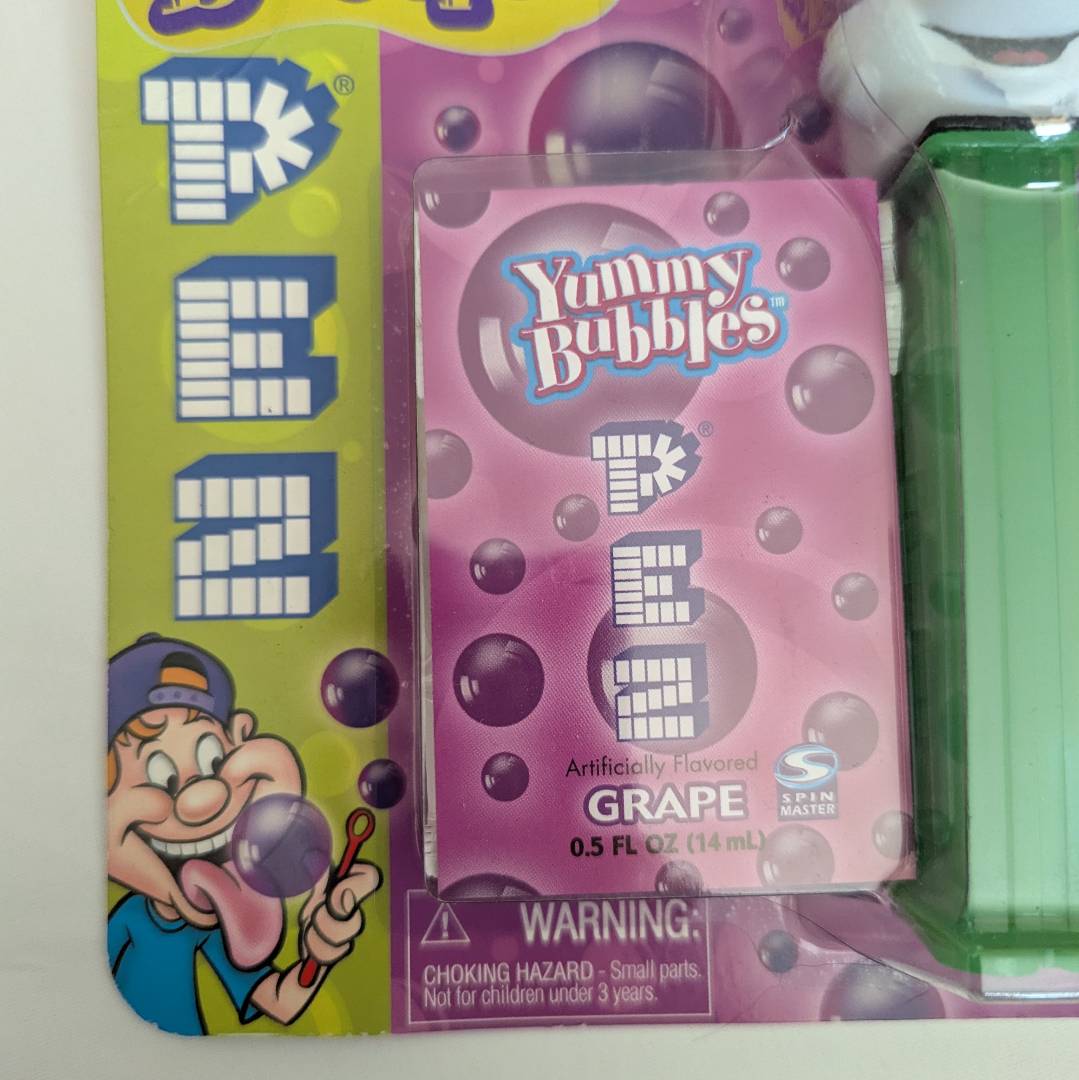 PEZ®
Yummy
Bubbles™
PEZ®
Artificially Flavored
GRAPE
0.5 FL OZ (14 mL)
SPIN
MASTER
WARNING:
CHOKING HAZARD - Small parts.
Not for children under 3 years.